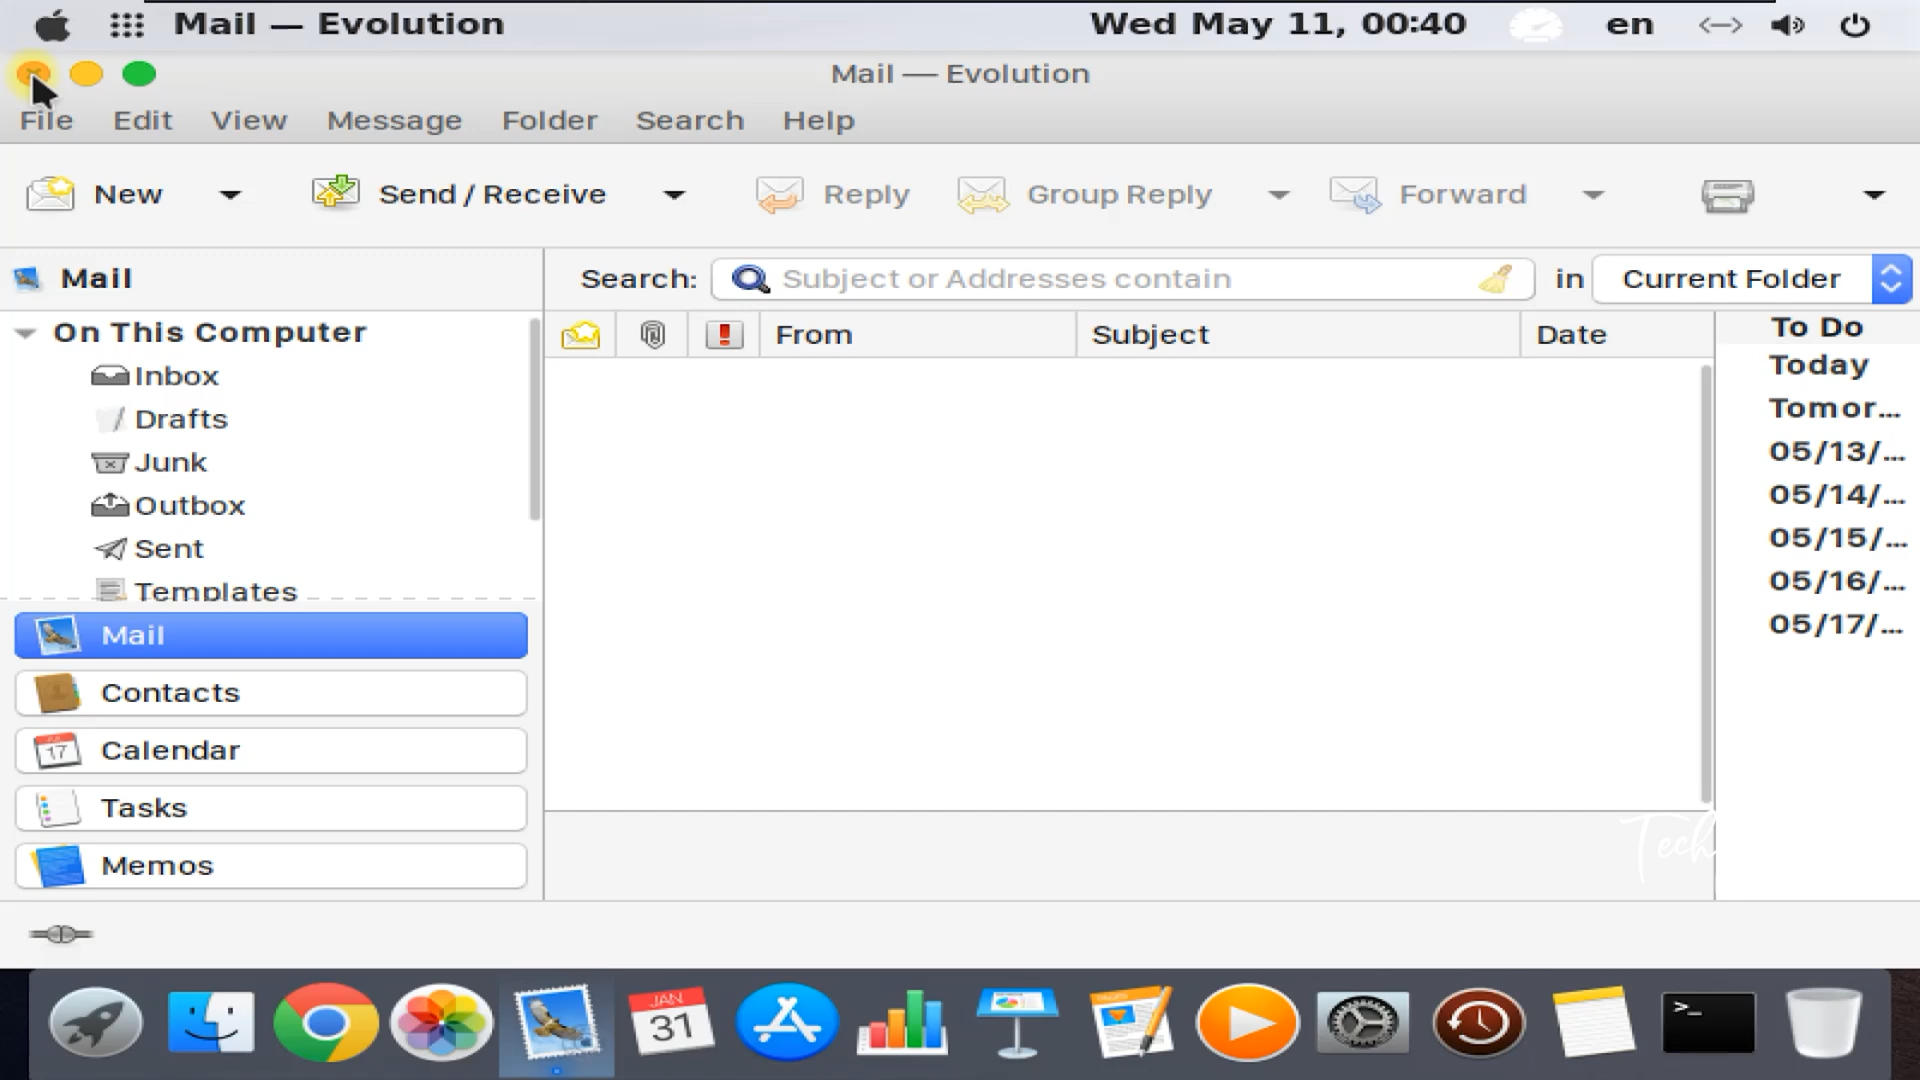 Mail — Evolution
Wed May 11, 00:40
en
Mail — Evolution
File Edit View Message Folder Search Help
New
Send / Receive
Reply
Group Reply
Forward
Mail
Search: Subject or Addresses contain in Current Folder
On This Computer
Inbox
Drafts
Junk
Outbox
Sent
Templates
From Subject Date
To Do
Today
Tomor...
05/13/...
05/14/...
05/15/...
05/16/...
05/17/...
Mail
Contacts
17 Calendar
Tasks
Memos
Tech
JAN
31
PAGES
>_